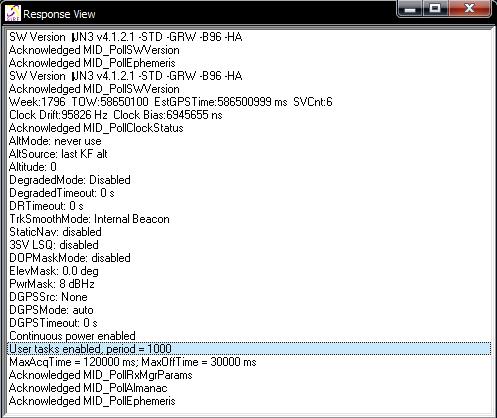 Response View
SW Version JN3 v4.1.2.1 -STD -GRW -B96 -HA
Acknowledged MID_PollSWVersion
Acknowledged MID_PollEphemeris
SW Version JN3 v4.1.2.1 -STD -GRW -B96 -HA
Acknowledged MID_PollSWVersion
Week:1796 TOW:58650100 EstGPSTime:586500999 ms SVCnt:6
Clock Drift:95826 Hz Clock Bias:6945655 ns
Acknowledged MID_PollClockStatus
AltMode: never use
AltSource: last KF alt
Altitude: 0
DegradedMode: Disabled
DegradedTimeout: 0 s
DRTimeout: 0 s
TrkSmoothMode: Internal Beacon
StaticNav: disabled
3SV LSQ: disabled
DOPMaskMode: disabled
ElevMask: 0.0 deg
PwrMask: 8 dBHz
DGPSSrc: None
DGPSMode: auto
DGPSTimeout: 0 s
Continuous power enabled
User tasks enabled, period = 1000
MaxAcqTime = 120000 ms; MaxOffTime = 30000 ms
Acknowledged MID_PollRxMgrParams
Acknowledged MID_PollAlmanac
Acknowledged MID_PollEphemeris